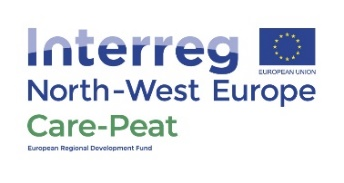 Interreg
EUROPEAN UNION
North-West Europe
Care-Peat
European Regional Development Fund